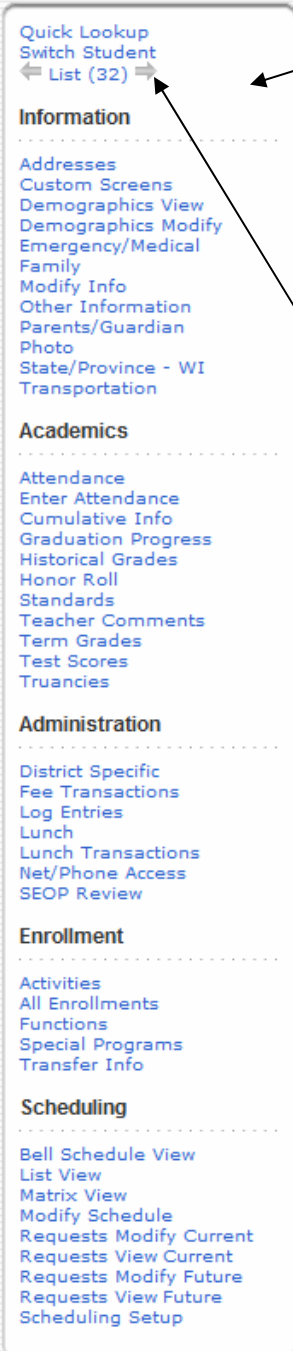 Quick Lookup
Switch Student
List (32)
Information
Addresses
Custom Screens
Demographics View
Demographics Modify
Emergency/Medical
Family
Modify Info
Other Information
Parents/Guardian
Photo
State/Province - WI
Transportation
Academics
Attendance
Enter Attendance
Cumulative Info
Graduation Progress
Historical Grades
Honor Roll
Standards
Teacher Comments
Term Grades
Test Scores
Truancies
Administration
District Specific
Fee Transactions
Log Entries
Lunch
Lunch Transactions
Net/Phone Access
SEOP Review
Enrollment
Activities
All Enrollments
Functions
Special Programs
Transfer Info
Scheduling
Bell Schedule View
List View
Matrix View
Modify Schedule
Requests Modify Current
Requests View Current
Requests Modify Future
Requests View Future
Scheduling Setup